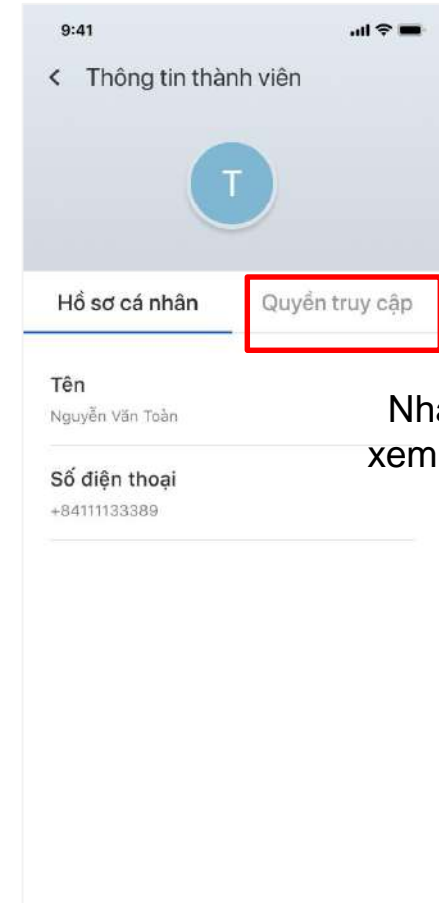 9:41
< Thông tin thành viên
T
Hồ sơ cá nhân Quyền truy cập
Tên
Nguyễn Văn Toàn
Số điện thoại
+84111133389
xem